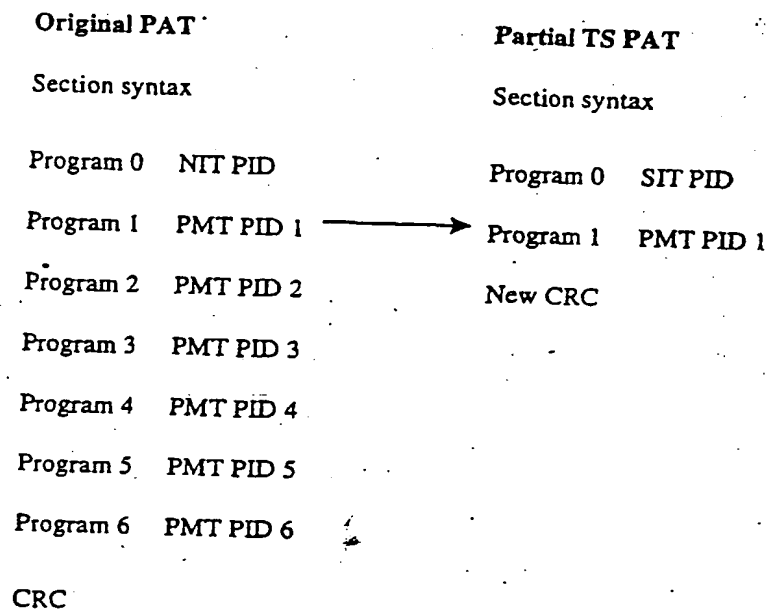 Original PAT
Section syntax
Program 0 NIT PID
Program 1 PMT PID 1
Program 2 PMT PID 2
Program 3 PMT PID 3
Program 4 PMT PID 4
Program 5 PMT PID 5
Program 6 PMT PID 6
CRC
Partial TS PAT
Section syntax
Program 0 SIT PID
Program 1 PMT PID 1
New CRC